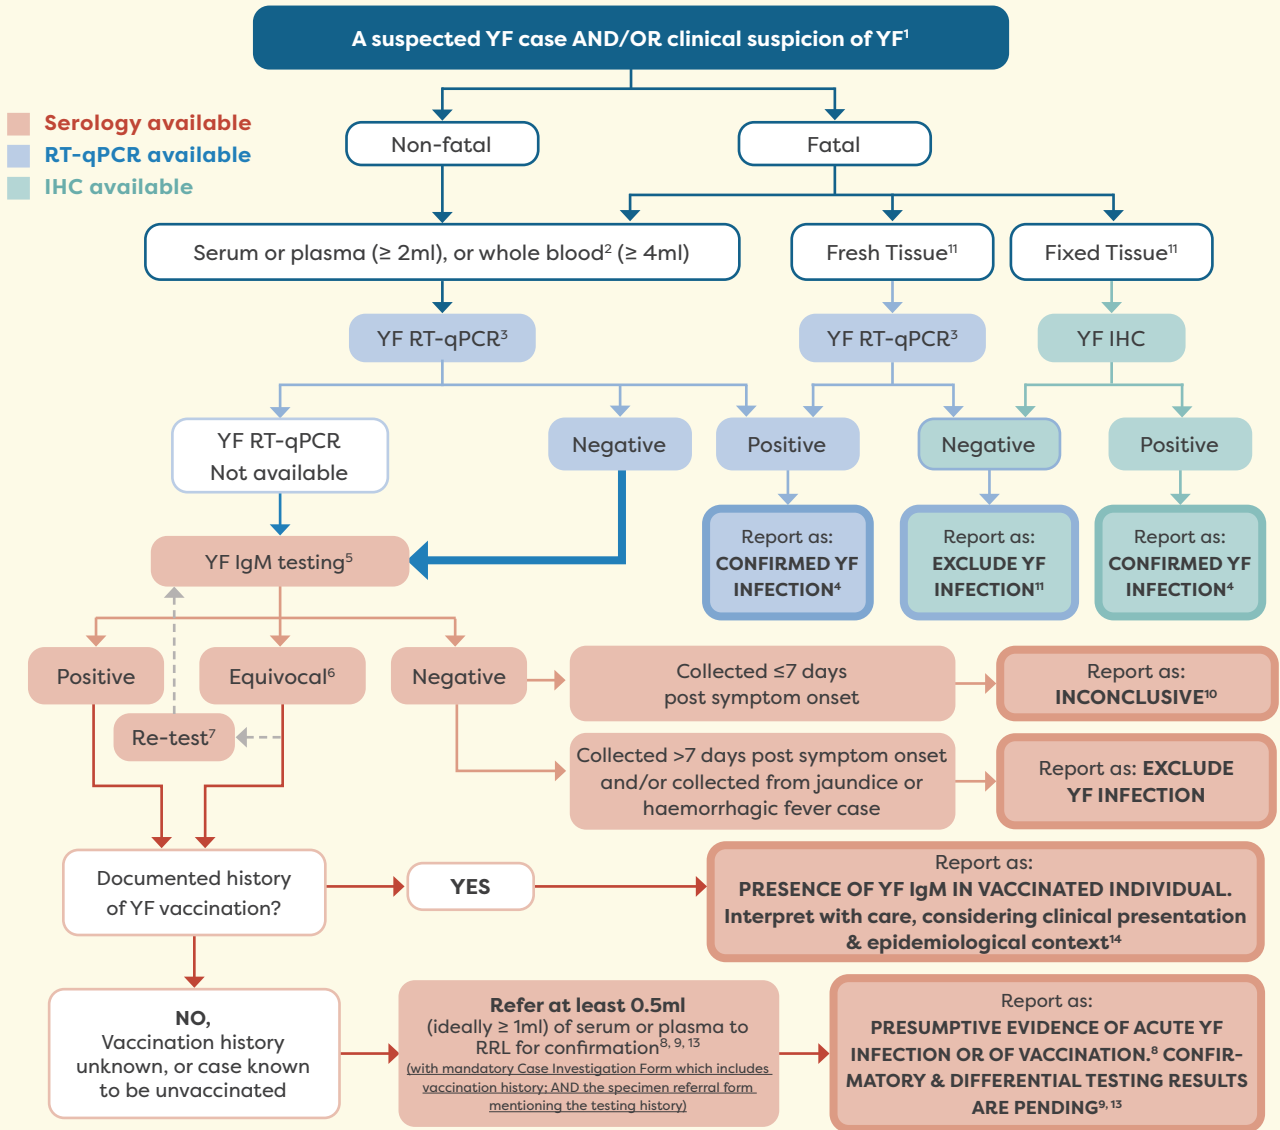 A suspected YF case AND/OR clinical suspicion of YF¹
Serology available
RT-qPCR available
IHC available
Non-fatal
Fatal
Serum or plasma (≥ 2ml), or whole blood² (≥ 4ml)
Fresh Tissue¹¹
Fixed Tissue¹¹
YF RT-qPCR³
YF RT-qPCR³
YF IHC
YF RT-qPCR
Not available
Negative
Positive
Negative
Positive
Report as:
CONFIRMED YF
INFECTION⁴
Report as:
EXCLUDE YF
INFECTION¹¹
Report as:
CONFIRMED YF
INFECTION⁴
YF IgM testing⁵
Positive
Equivocal⁶
Negative
Re-test⁷
Collected ≤7 days
post symptom onset
Report as:
INCONCLUSIVE¹⁰
Collected >7 days post symptom onset
and/or collected from jaundice or
haemorrhagic fever case
Report as: EXCLUDE
YF INFECTION
Documented history
of YF vaccination?
YES
Report as:
PRESENCE OF YF IgM IN VACCINATED INDIVIDUAL.
Interpret with care, considering clinical presentation
& epidemiological context¹⁴
NO,
Vaccination history
unknown, or case known
to be unvaccinated
Refer at least 0.5ml
(ideally ≥ 1ml) of serum or plasma to
RRL for confirmation⁸, ⁹, ¹³
(with mandatory Case Investigation Form which includes
vaccination history; AND the specimen referral form
mentioning the testing history)
Report as:
PRESUMPTIVE EVIDENCE OF ACUTE YF
INFECTION OR OF VACCINATION.⁸ CONFIR-
MATORY & DIFFERENTIAL TESTING RESULTS
ARE PENDING⁹, ¹³